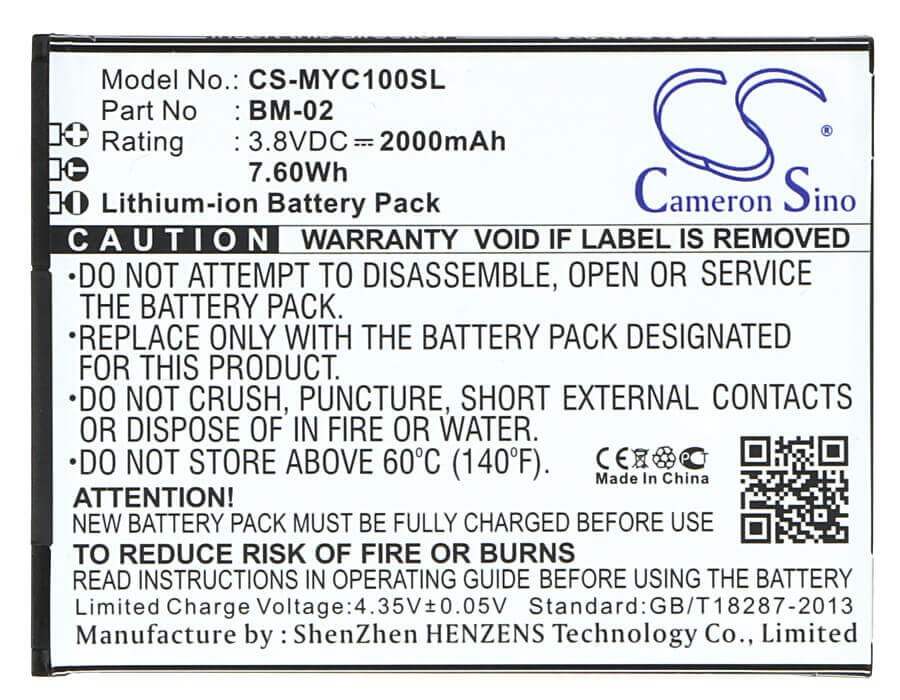 Model No.: CS-MYC100SL
Part No : BM-02
Rating : 3.8VDC⎓2000mAh
7.60Wh
Lithium-ion Battery Pack
CS
®
Cameron Sino
CAUTION WARRANTY VOID IF LABEL IS REMOVED
•DO NOT ATTEMPT TO DISASSEMBLE, OPEN OR SERVICE
THE BATTERY PACK.
•REPLACE ONLY WITH THE BATTERY PACK DESIGNATED
FOR THIS PRODUCT.
•DO NOT CRUSH, PUNCTURE, SHORT EXTERNAL CONTACTS
OR DISPOSE OF IN FIRE OR WATER.
•DO NOT STORE ABOVE 60°C (140°F).
CE
Made In China
ATTENTION!
NEW BATTERY PACK MUST BE FULLY CHARGED BEFORE USE
TO REDUCE RISK OF FIRE OR BURNS
READ INSTRUCTIONS IN OPERATING GUIDE BEFORE USING THE BATTERY
Limited Charge Voltage:4.35V±0.05V Standard:GB/T18287-2013
Manufacture by : ShenZhen HENZENS Technology Co., Limited